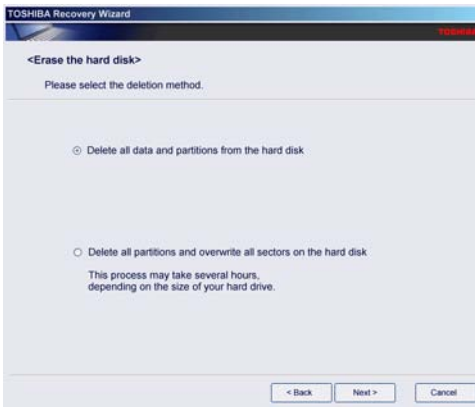 TOSHIBA Recovery Wizard
TOSHIBA
<Erase the hard disk>
Please select the deletion method.
Delete all data and partitions from the hard disk
Delete all partitions and overwrite all sectors on the hard disk
This process may take several hours,
depending on the size of your hard drive.
< Back Next > Cancel